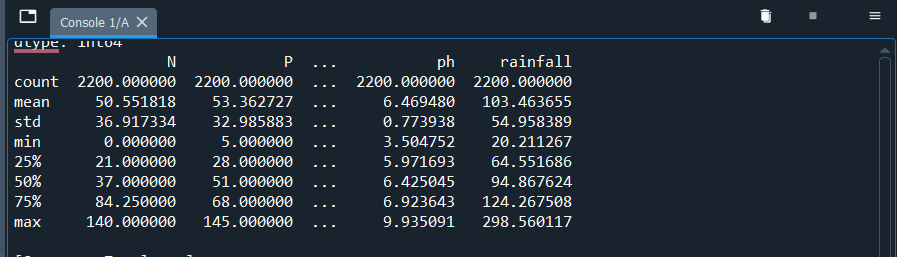 Console 1/A
dtype: int64
N P ... ph rainfall
count 2200.000000 2200.000000 ... 2200.000000 2200.000000
mean 50.551818 53.362727 ... 6.469480 103.463655
std 36.917334 32.985883 ... 0.773938 54.958389
min 0.000000 5.000000 ... 3.504752 20.211267
25% 21.000000 28.000000 ... 5.971693 64.551686
50% 37.000000 51.000000 ... 6.425045 94.867624
75% 84.250000 68.000000 ... 6.923643 124.267508
max 140.000000 145.000000 ... 9.935091 298.560117